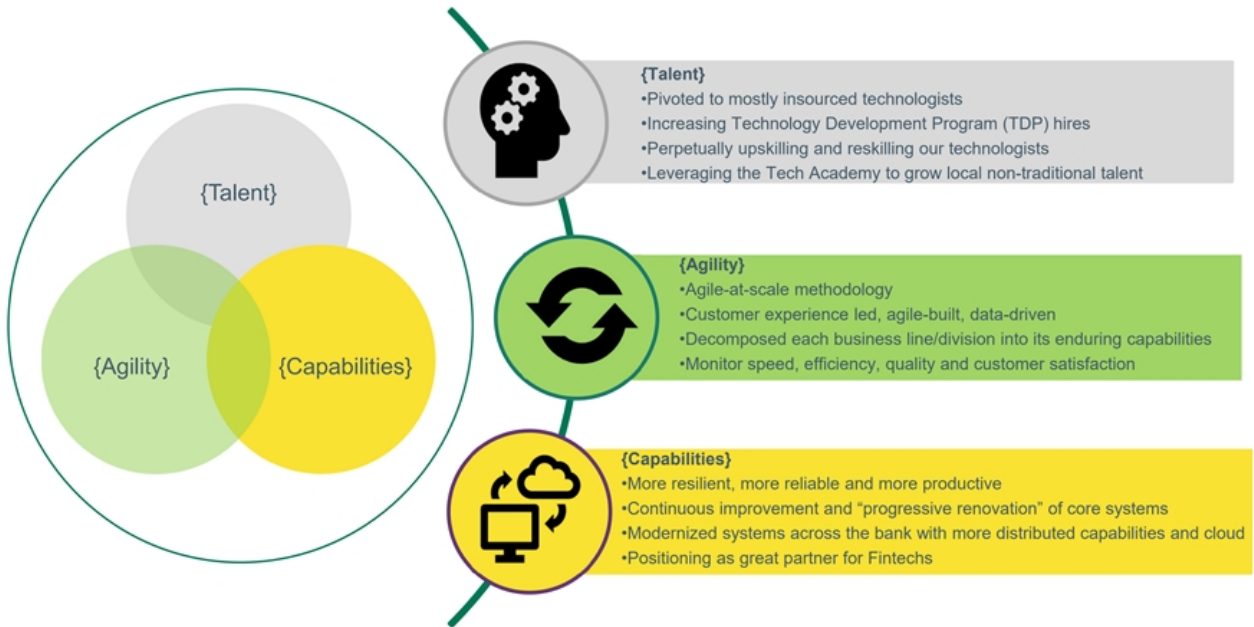 {Talent}
{Agility}
{Capabilities}
{Talent}
•Pivoted to mostly insourced technologists
•Increasing Technology Development Program (TDP) hires
•Perpetually upskilling and reskilling our technologists
•Leveraging the Tech Academy to grow local non-traditional talent
{Agility}
•Agile-at-scale methodology
•Customer experience led, agile-built, data-driven
•Decomposed each business line/division into its enduring capabilities
•Monitor speed, efficiency, quality and customer satisfaction
{Capabilities}
•More resilient, more reliable and more productive
•Continuous improvement and “progressive renovation” of core systems
•Modernized systems across the bank with more distributed capabilities and cloud
•Positioning as great partner for Fintechs